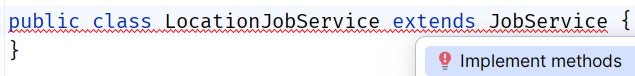 public class LocationJobService extends JobService {
}
Implement methods